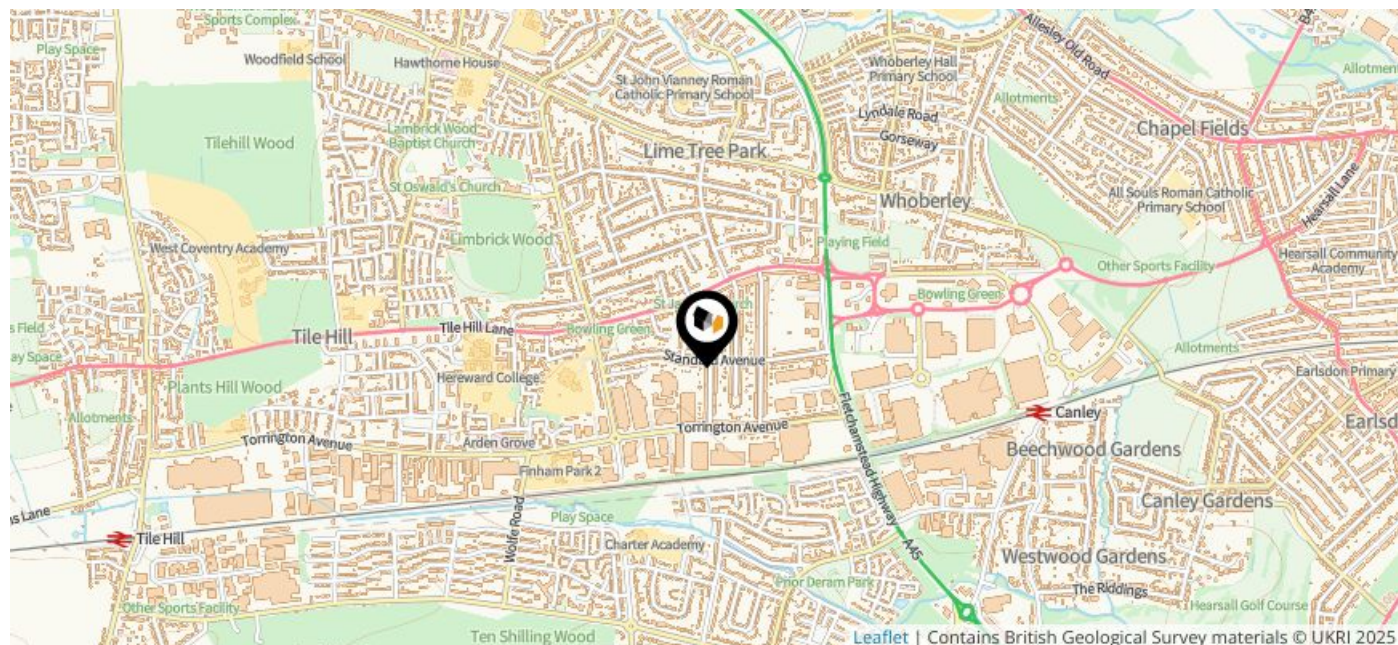 Sports Complex
Play Space
Woodfield School
Hawthorne House
St John Vianney Roman
Catholic Primary School
Whoberley Hall
Primary School
Allesley Old Road
Allotments
Lyndale Road
Gorseway
Chapel Fields
Tilehill Wood
Lambrick Wood
Baptist Church
Lime Tree Park
St Oswald's Church
Whoberley
All Souls Roman Catholic
Primary School
Hearsall Lane
West Coventry Academy
Limbrick Wood
Playing Field
Other Sports Facility
Hearsall Community
Academy
Bowling Green
Tile Hill
Tile Hill Lane
Bowling Green
Standard Avenue
Allotments
Plants Hill Wood
Hereward College
Earlsdon Primary
Allotments
Torrington Avenue
Arden Grove
Torrington Avenue
Fletchamstead Highway
Canley
Beechwood Gardens
Finham Park 2
Canley Gardens
Play Space
Wolfe Road
Tile Hill
Charter Academy
A45
Westwood Gardens
Prior Deram Park
The Riddings
Other Sports Facility
Hearsall Golf Course
Ten Shilling Wood
Leaflet | Contains British Geological Survey materials © UKRI 2025